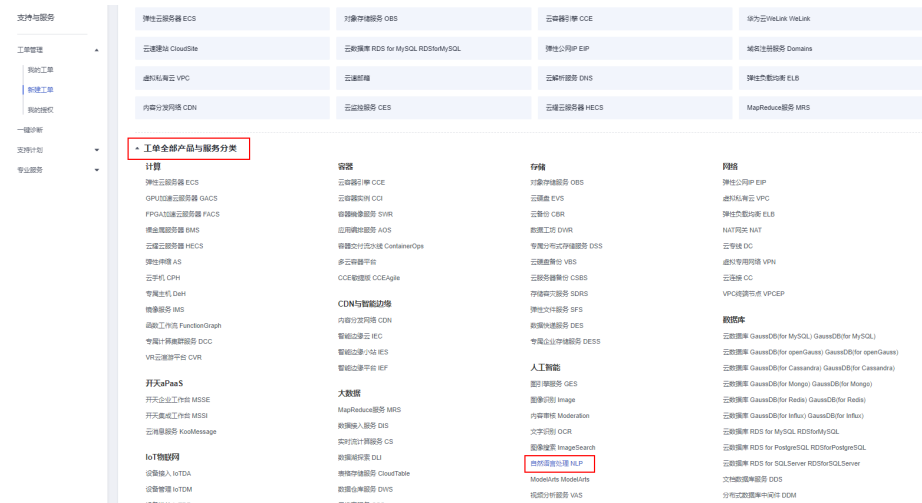 支持与服务
工单管理
我的工单
新建工单
我的授权
一键诊断
支持计划
专业服务
弹性云服务器 ECS
对象存储服务 OBS
云容器引擎 CCE
华为云WeLink WeLink
云速建站 CloudSite
云数据库 RDS for MySQL RDSforMySQL
弹性公网IP EIP
域名注册服务 Domains
虚拟私有云 VPC
云速邮箱
云解析服务 DNS
弹性负载均衡 ELB
内容分发网络 CDN
云监控服务 CES
云耀云服务器 HECS
MapReduce服务 MRS
工单全部产品与服务分类
计算
弹性云服务器 ECS
GPU加速云服务器 GACS
FPGA加速云服务器 FACS
裸金属服务器 BMS
云耀云服务器 HECS
弹性伸缩 AS
云手机 CPH
专属主机 DeH
镜像服务 IMS
函数工作流 FunctionGraph
专属计算集群服务 DCC
VR云渲游平台 CVR
开天aPaaS
开天企业工作台 MSSE
开天集成工作台 MSSI
云消息服务 KooMessage
IoT物联网
设备接入 IoTDA
设备管理 IoTDM
容器
云容器引擎 CCE
云容器实例 CCI
容器镜像服务 SWR
应用编排服务 AOS
容器交付流水线 ContainerOps
多云容器平台
CCE敏捷版 CCEAgile
CDN与智能边缘
内容分发网络 CDN
智能边缘云 IEC
智能边缘小站 IES
智能边缘平台 IEF
大数据
MapReduce服务 MRS
数据接入服务 DIS
实时流计算服务 CS
数据湖探索 DLI
表格存储服务 CloudTable
数据仓库服务 DWS
存储
对象存储服务 OBS
云硬盘 EVS
云备份 CBR
数据工坊 DWR
专属分布式存储服务 DSS
云硬盘备份 VBS
云服务器备份 CSBS
存储容灾服务 SDRS
弹性文件服务 SFS
数据快递服务 DES
专属企业存储服务 DESS
人工智能
图引擎服务 GES
图像识别 Image
内容审核 Moderation
文字识别 OCR
图像搜索 ImageSearch
自然语言处理 NLP
ModelArts ModelArts
视频分析服务 VAS
网络
弹性公网IP EIP
虚拟私有云 VPC
弹性负载均衡 ELB
NAT网关 NAT
云专线 DC
虚拟专用网络 VPN
云连接 CC
VPC终端节点 VPCEP
数据库
云数据库 GaussDB(for MySQL) GaussDB(for MySQL)
云数据库 GaussDB(for openGauss) GaussDB(for openGauss)
云数据库 GaussDB(for Cassandra) GaussDB(for Cassandra)
云数据库 GaussDB(for Mongo) GaussDB(for Mongo)
云数据库 GaussDB(for Redis) GaussDB(for Redis)
云数据库 GaussDB(for Influx) GaussDB(for Influx)
云数据库 RDS for MySQL RDSforMySQL
云数据库 RDS for PostgreSQL RDSforPostgreSQL
云数据库 RDS for SQLServer RDSforSQLServer
文档数据库服务 DDS
分布式数据库中间件 DDM